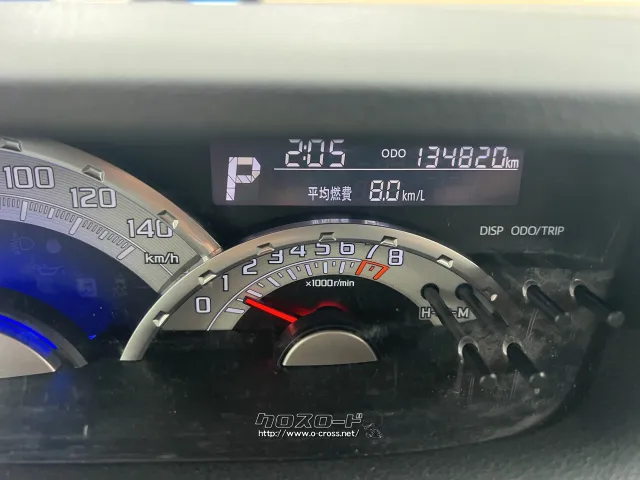 2:05 ODO 134820km
P
平均燃費 8.0km/L
100 120 140
km/h
DISP ODO/TRIP
0 1 2 3 4 5 6 7 8
×1000r/min
クロスロード
http://www.o-cross.net/